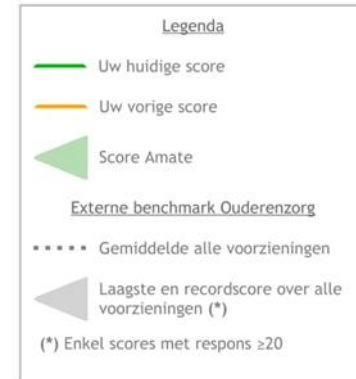 Legenda
Uw huidige score
Uw vorige score
Score Amate
Externe benchmark Ouderenzorg
Gemiddelde alle voorzieningen
Laagste en recordscore over alle
voorzieningen (*)
(*) Enkel scores met respons ≥20